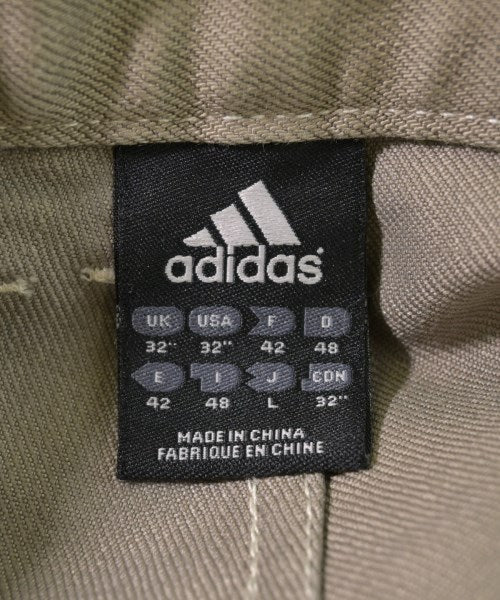 adidas
UK USA F D
32" 32" 42 48
E I J CDN
42 48 L 32"
MADE IN CHINA
FABRIQUE EN CHINE